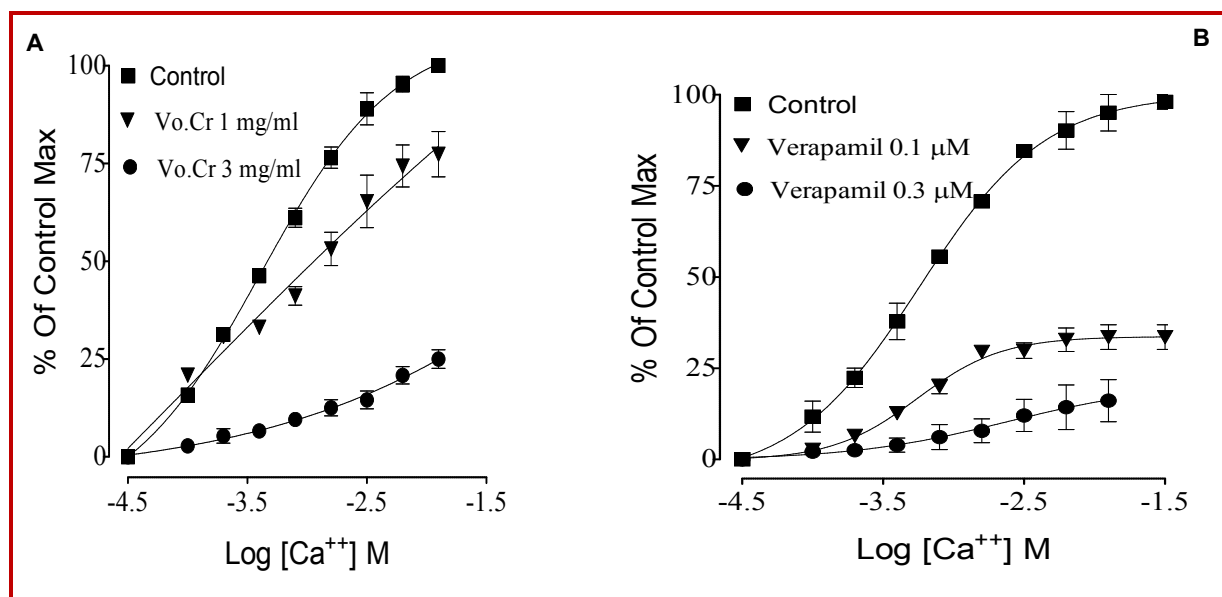 A
100
75
50
25
0
% Of Control Max
Control
Vo.Cr 1 mg/ml
Vo.Cr 3 mg/ml
-4.5 -3.5 -2.5 -1.5
Log [Ca++] M
B
100
75
50
25
0
% Of Control Max
Control
Verapamil 0.1 μM
Verapamil 0.3 μM
-4.5 -3.5 -2.5 -1.5
Log [Ca++] M